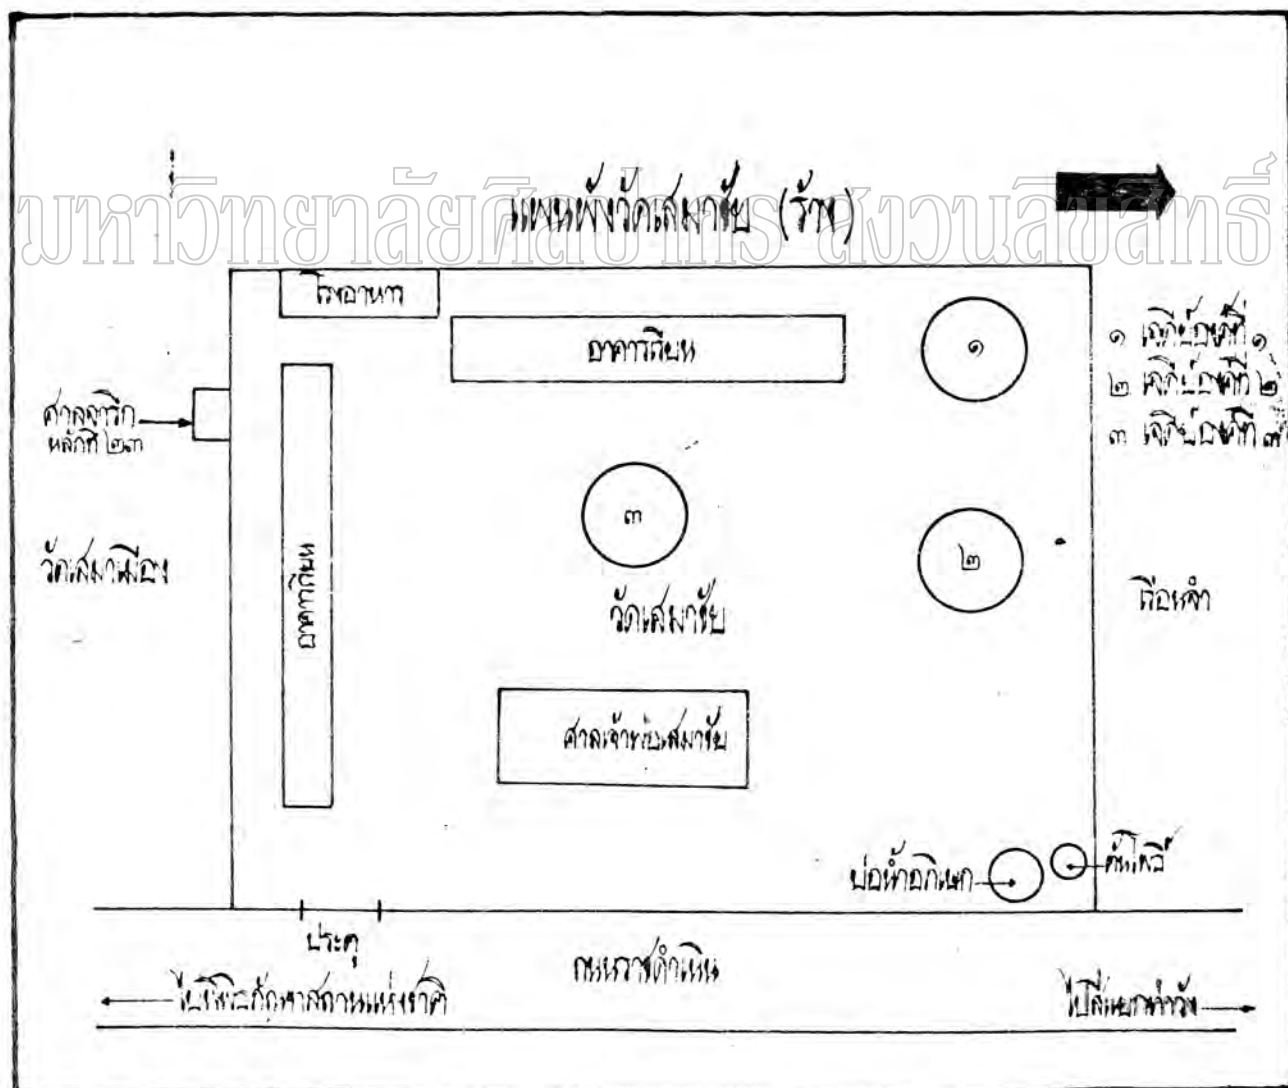 มหาวิทยาลัยศิลปากร สงวนลิขสิทธิ์
แผนผังวัดเสมาชัย (ร้าง)
โรงอาหาร
อาคารเรียน
๑
๑ เจดีย์องค์ที่ ๑
๒ เจดีย์องค์ที่ ๒
๓ เจดีย์องค์ที่ ๓
ศาลจารึก
หลักที่ ๒๓
อาคารเรียน
๓
๒
วัดเสมาเมือง
วัดเสมาชัย
เรือนจำ
ศาลเจ้าพ่อเสมาชัย
บ่อน้ำอภิเษก
ต้นโพธิ์
ประตู
ถนนราชดำเนิน
ไปพิพิธภัณฑสถานแห่งชาติ
ไปสี่แยกท่าวัง